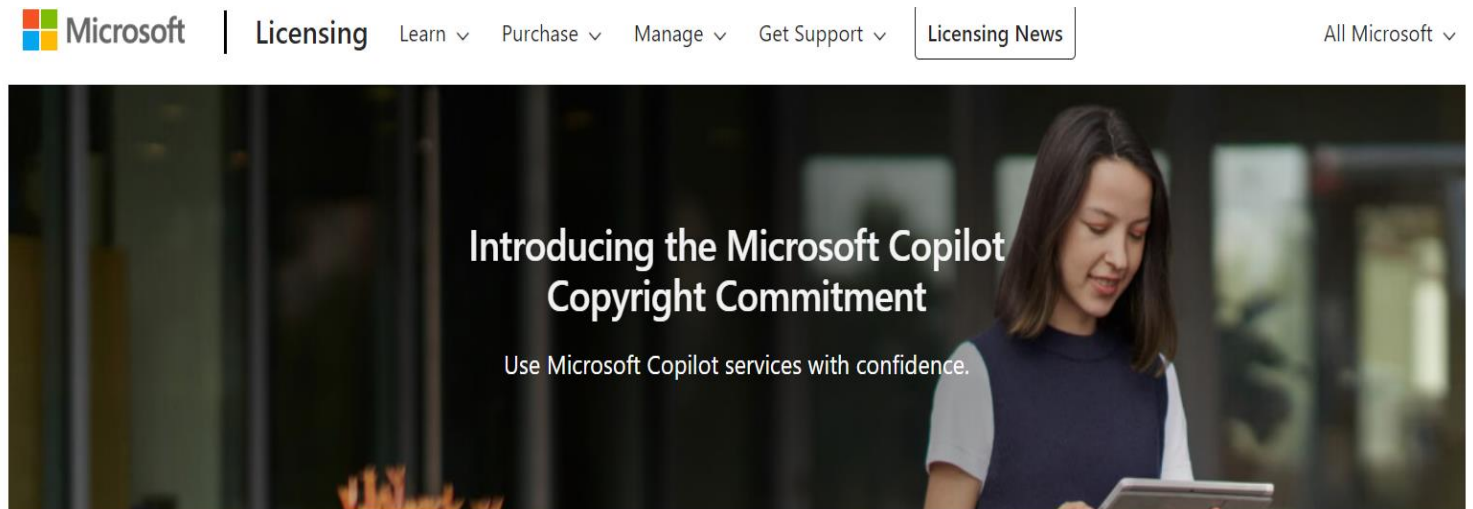 Microsoft Licensing Learn Purchase Manage Get Support Licensing News All Microsoft
Introducing the Microsoft Copilot
Copyright Commitment
Use Microsoft Copilot services with confidence.